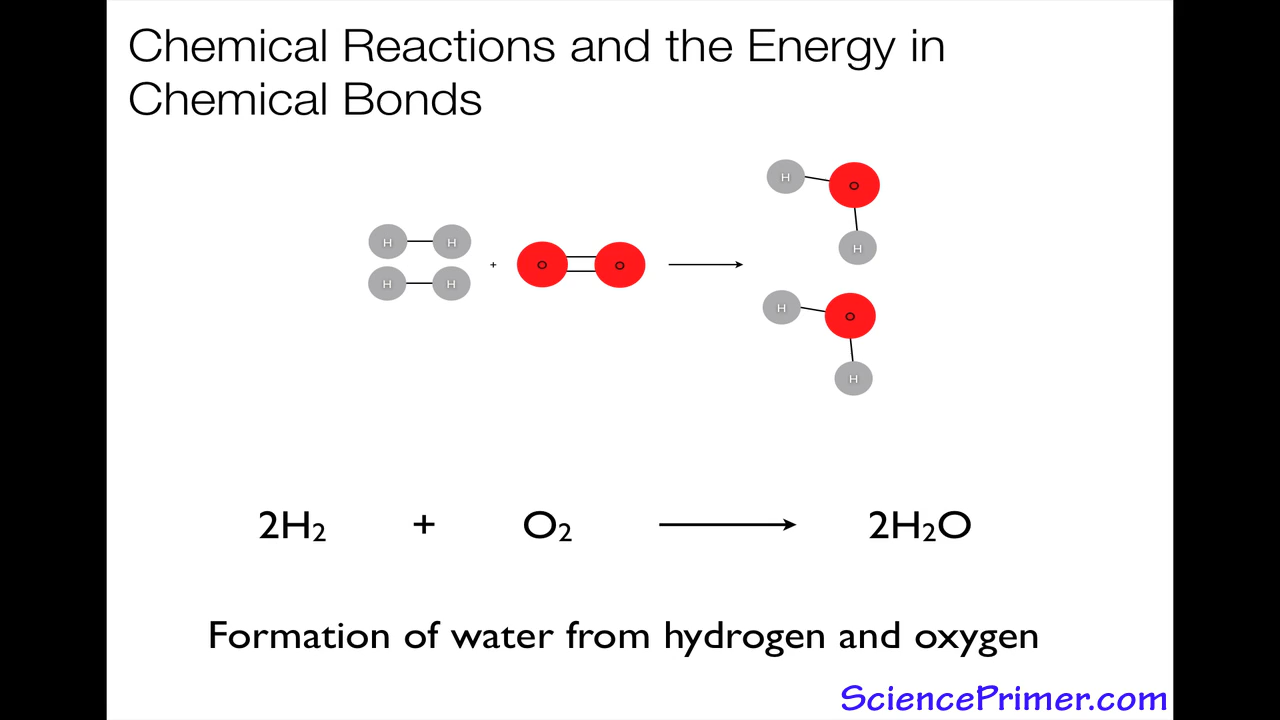 Chemical Reactions and the Energy in
Chemical Bonds
H O
H H + O O H
H H
H O
H
2H₂ + O₂ → 2H₂O
Formation of water from hydrogen and oxygen
SciencePrimer.com